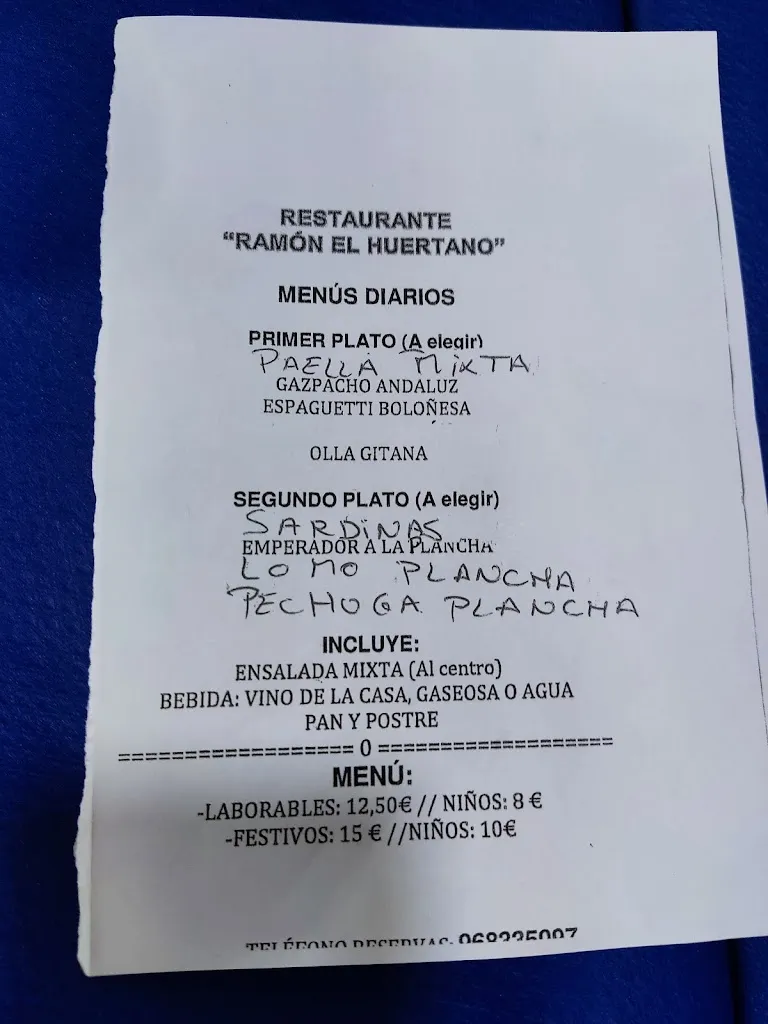 RESTAURANTE
“RAMÓN EL HUERTANO”
MENÚS DIARIOS
PRIMER PLATO (A elegir)
PAELLA MIXTA
GAZPACHO ANDALUZ
ESPAGUETTI BOLOÑESA
OLLA GITANA
SEGUNDO PLATO (A elegir)
SARDINAS
EMPERADOR A LA PLANCHA
LOMO PLANCHA
PECHUGA PLANCHA
INCLUYE:
ENSALADA MIXTA (Al centro)
BEBIDA: VINO DE LA CASA, GASEOSA O AGUA
PAN Y POSTRE
=================== 0 ===================
MENÚ:
-LABORABLES: 12,50€ // NIÑOS: 8 €
-FESTIVOS: 15 € //NIÑOS: 10€
TELÉFONO RESERVAS: